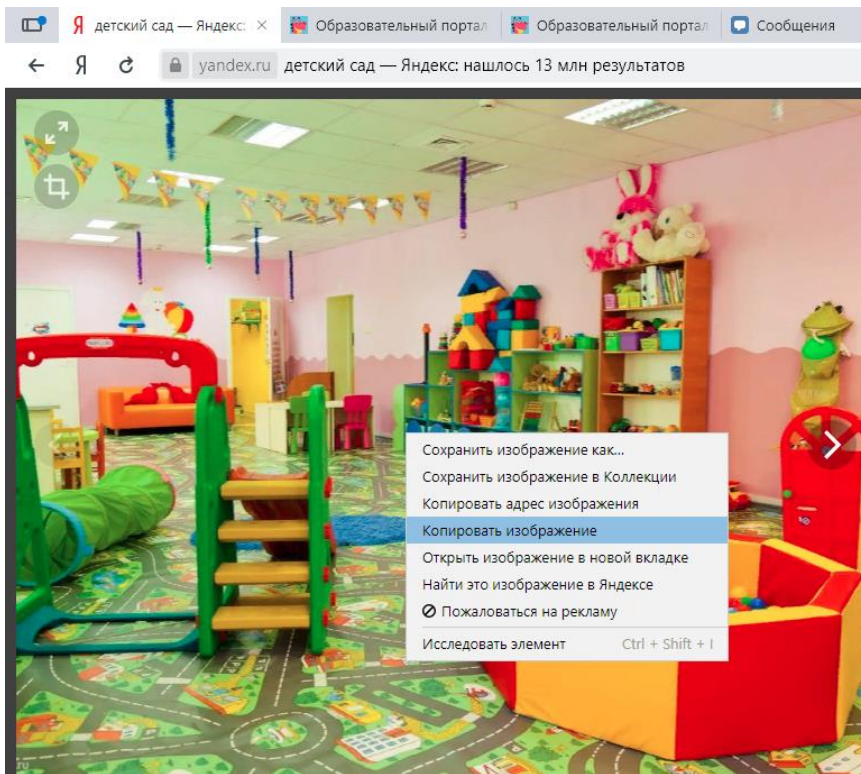 детский сад — Яндекс:
Образовательный портал
Образовательный портал
Сообщения
yandex.ru детский сад — Яндекс: нашлось 13 млн результатов
Сохранить изображение как...
Сохранить изображение в Коллекции
Копировать адрес изображения
Копировать изображение
Открыть изображение в новой вкладке
Найти это изображение в Яндексе
Пожаловаться на рекламу
Исследовать элемент Ctrl + Shift + I